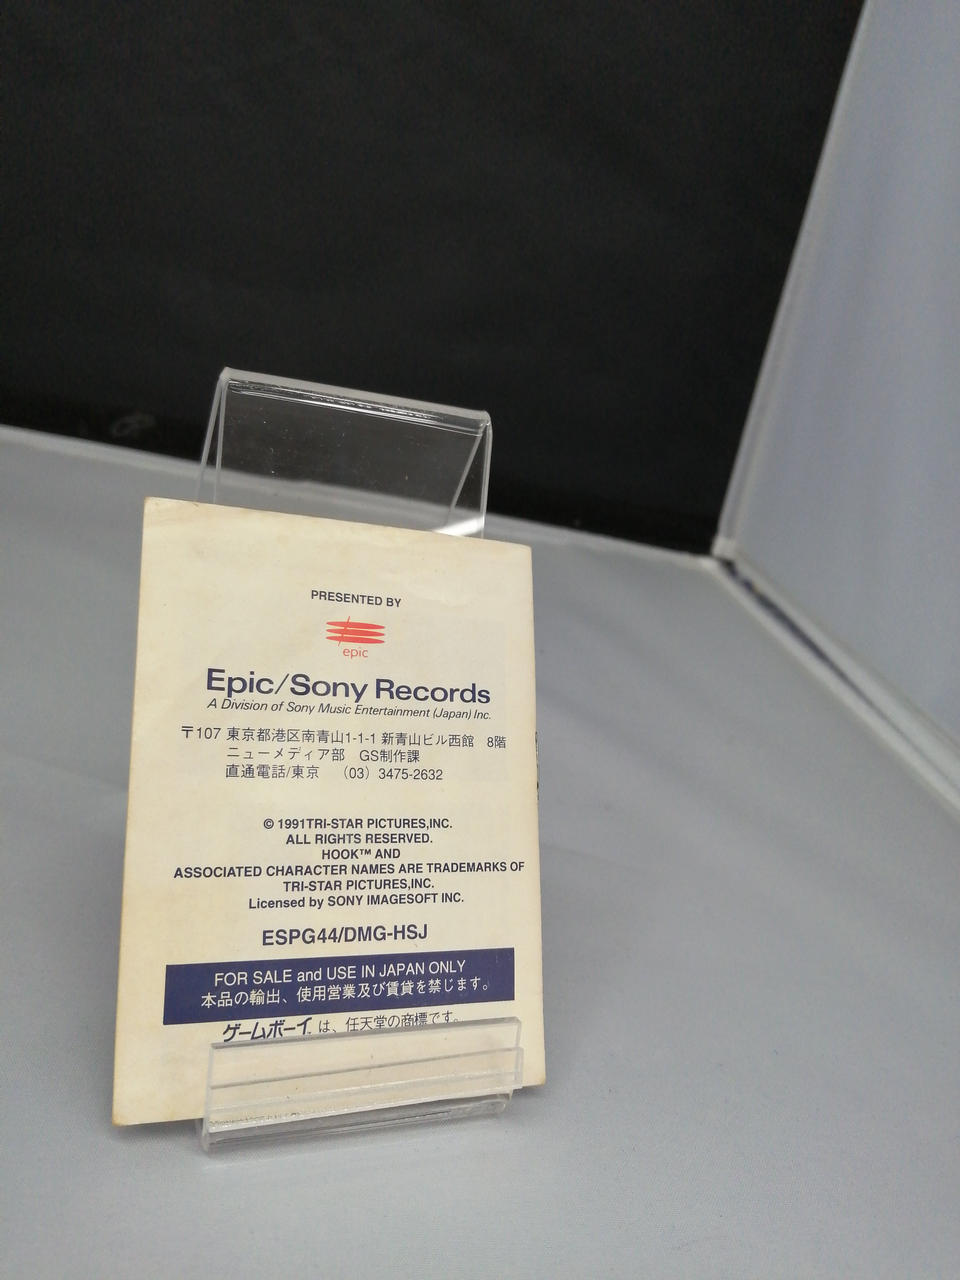 PRESENTED BY
epic
Epic/Sony Records
A Division of Sony Music Entertainment (Japan) Inc.
〒107 東京都港区南青山1-1-1 新青山ビル西館 8階
ニューメディア部 GS制作課
直通電話/東京 (03) 3475-2632
© 1991TRI-STAR PICTURES,INC.
ALL RIGHTS RESERVED.
HOOK™ AND
ASSOCIATED CHARACTER NAMES ARE TRADEMARKS OF
TRI-STAR PICTURES,INC.
Licensed by SONY IMAGESOFT INC.
ESPG44/DMG-HSJ
FOR SALE and USE IN JAPAN ONLY
本品の輸出、使用営業及び賃貸を禁じます。
ゲームボーイは、任天堂の商標です。